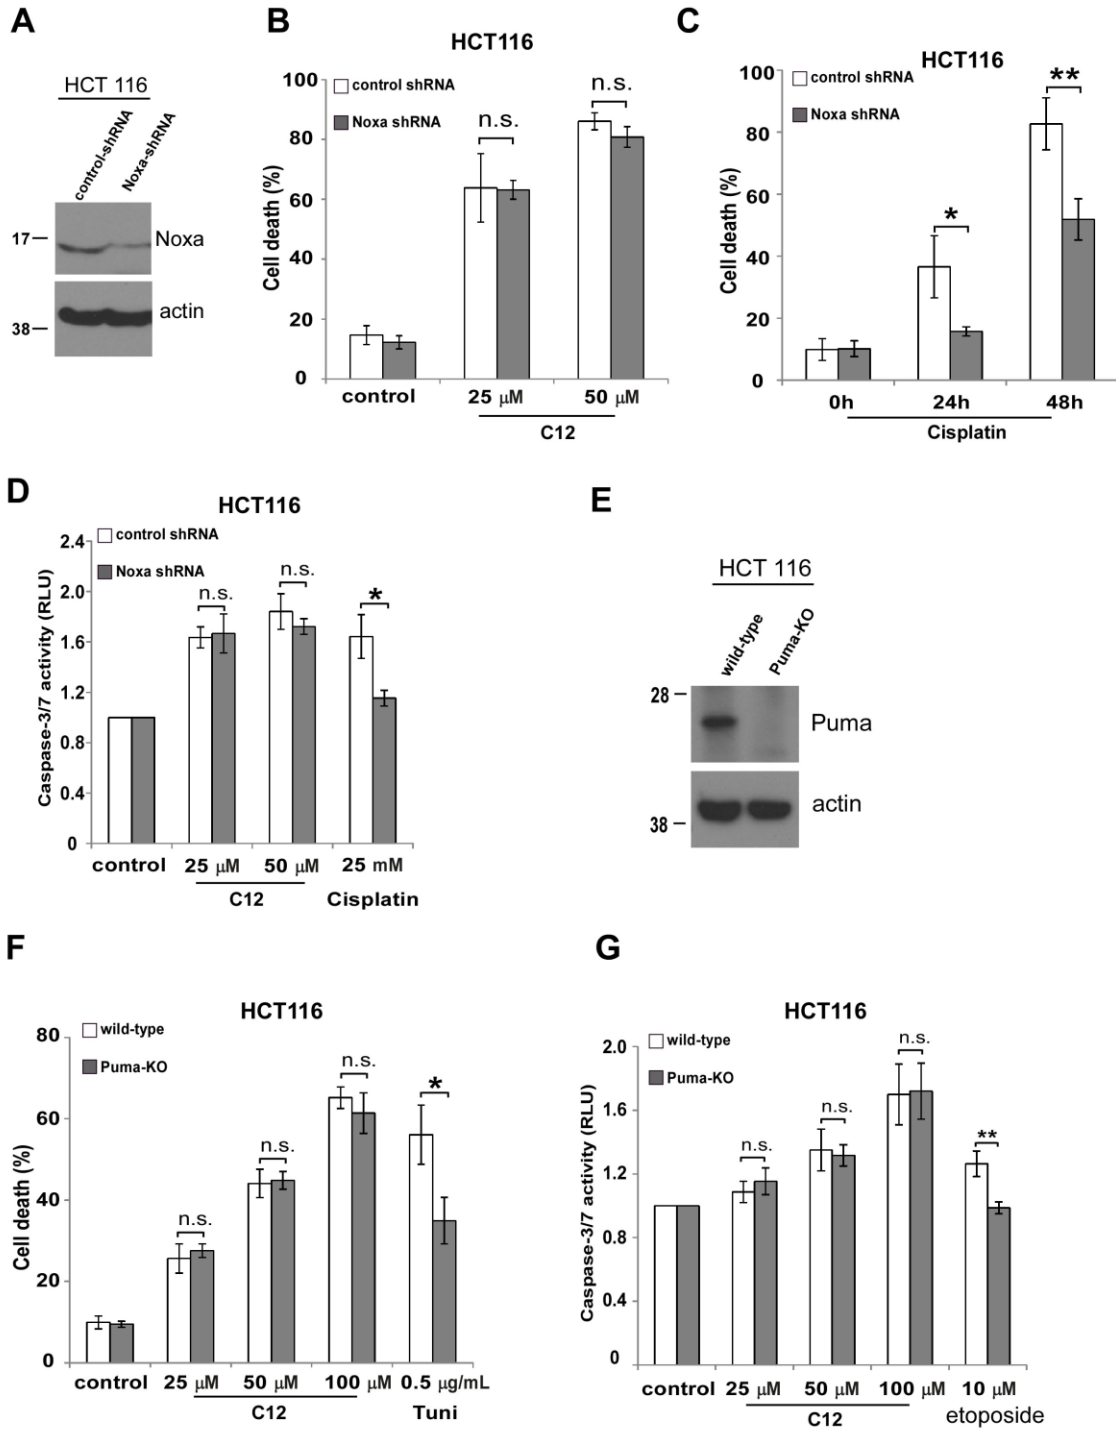 A
HCT 116
control-shRNA
Noxa-shRNA
17
Noxa
actin
38
B
HCT116
control shRNA
Noxa shRNA
Cell death (%)
100
80
60
40
20
0
n.s.
n.s.
control
25 μM
50 μM
C12
C
HCT116
control shRNA
Noxa shRNA
Cell death (%)
100
80
60
40
20
0
*
**
0h
24h
48h
Cisplatin
D
HCT116
control shRNA
Noxa shRNA
Caspase-3/7 activity (RLU)
2.4
2.0
1.6
1.2
0.8
0.4
0
n.s.
n.s.
*
control
25 μM
50 μM
25 mM
C12
Cisplatin
E
HCT 116
wild-type
Puma-KO
28
Puma
actin
38
F
HCT116
wild-type
Puma-KO
Cell death (%)
80
60
40
20
0
n.s.
n.s.
n.s.
*
control
25 μM
50 μM
100 μM
0.5 μg/mL
C12
Tuni
G
HCT116
wild-type
Puma-KO
Caspase-3/7 activity (RLU)
2.0
1.6
1.2
0.8
0.4
0
n.s.
n.s.
n.s.
**
control
25 μM
50 μM
100 μM
10 μM
C12
etoposide